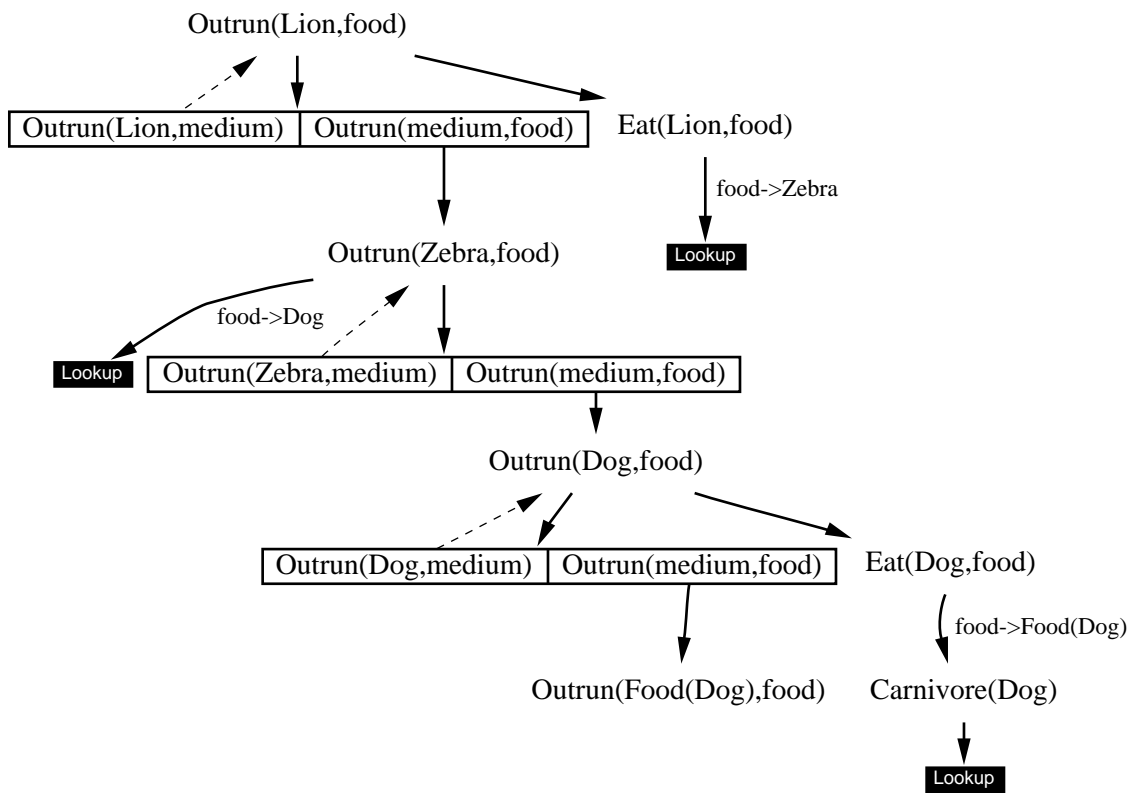 Outrun(Lion,food)
Outrun(Lion,medium) Outrun(medium,food)
Eat(Lion,food)
food->Zebra
Lookup
Outrun(Zebra,food)
food->Dog
Lookup
Outrun(Zebra,medium) Outrun(medium,food)
Outrun(Dog,food)
Outrun(Dog,medium) Outrun(medium,food)
Eat(Dog,food)
food->Food(Dog)
Outrun(Food(Dog),food)
Carnivore(Dog)
Lookup